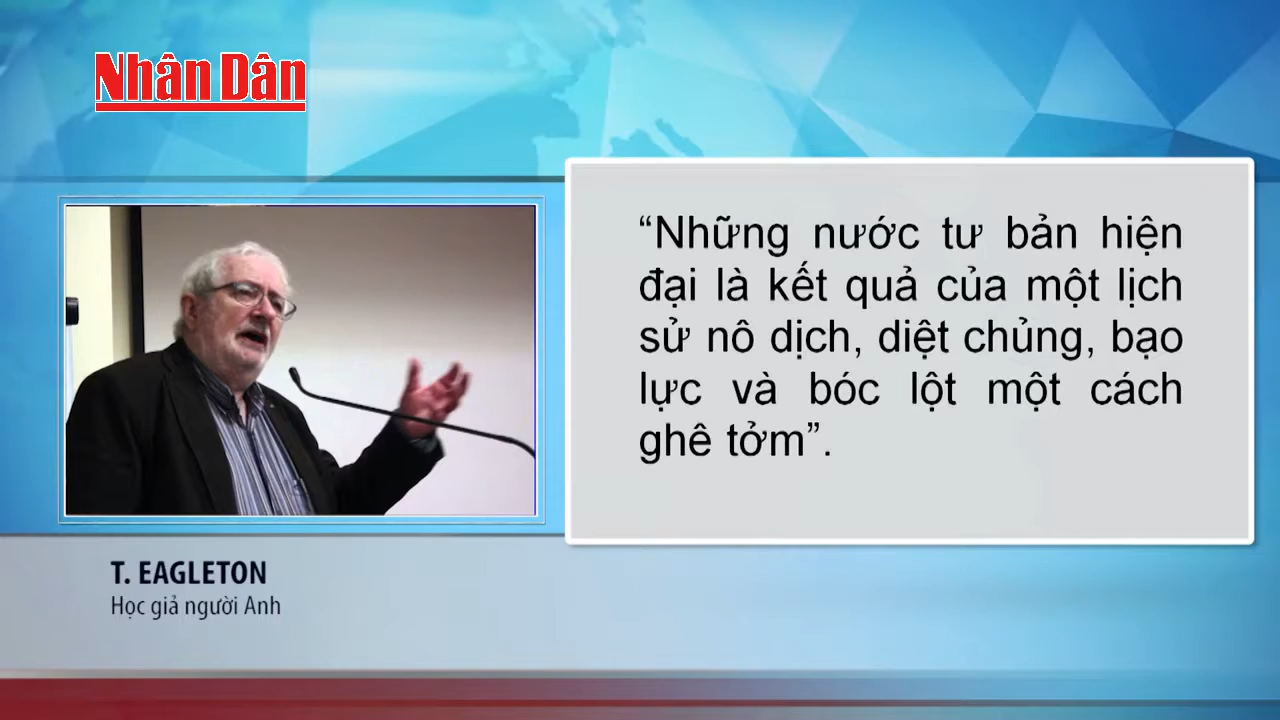 Nhân Dân
“Những nước tư bản hiện
đại là kết quả của một lịch
sử nô dịch, diệt chủng, bạo
lực và bóc lột một cách
ghê tởm”.
T. EAGLETON
Học giả người Anh